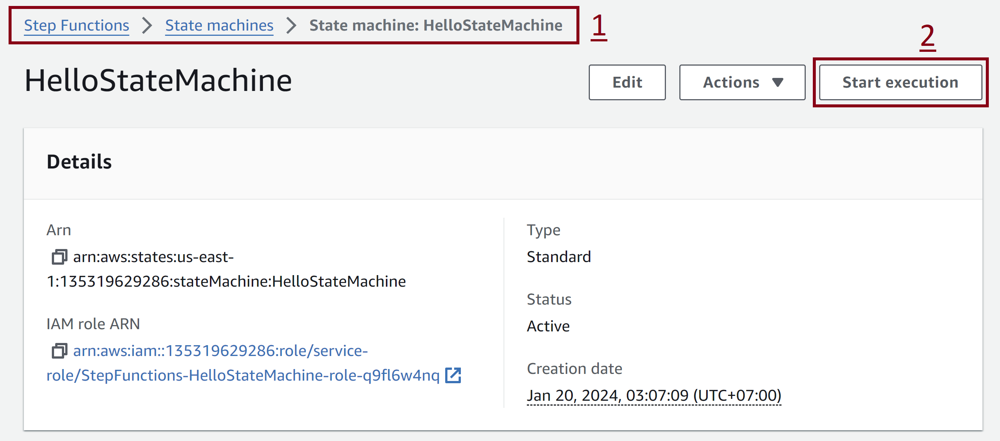 Step Functions > State machines > State machine: HelloStateMachine 1
2
HelloStateMachine Edit Actions Start execution
Details
Arn
arn:aws:states:us-east-
1:135319629286:stateMachine:HelloStateMachine
IAM role ARN
arn:aws:iam::135319629286:role/service-
role/StepFunctions-HelloStateMachine-role-q9fl6w4nq
Type
Standard
Status
Active
Creation date
Jan 20, 2024, 03:07:09 (UTC+07:00)